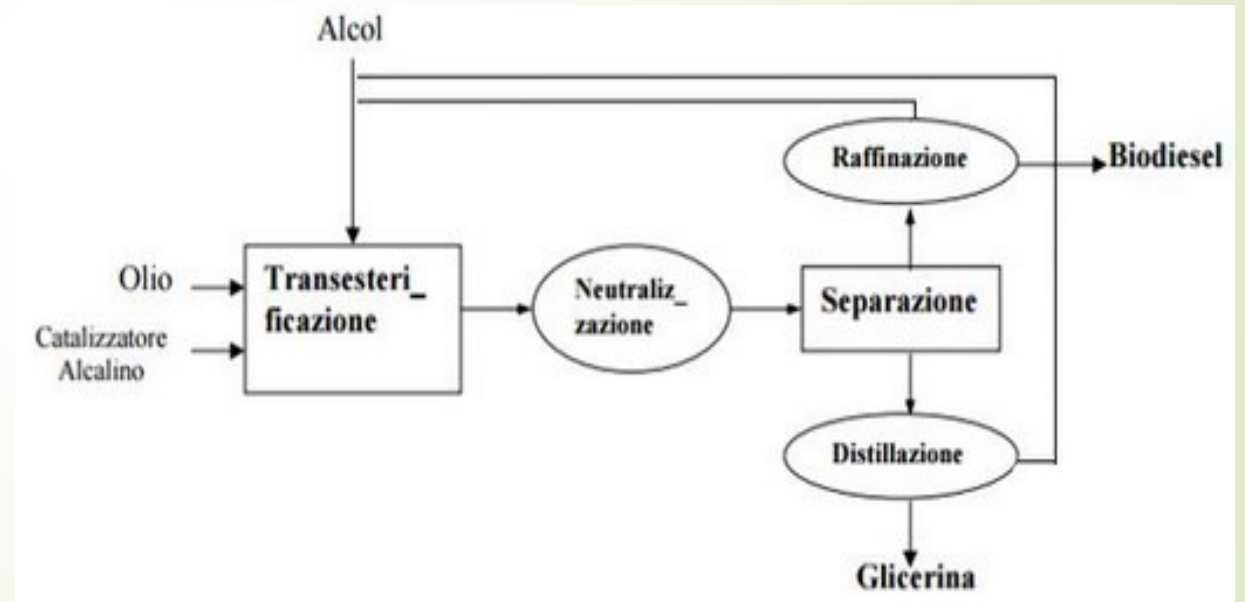 Alcol
Raffinazione
Biodiesel
Olio
Transesteri_
ficazione
Neutraliz_
zazione
Separazione
Catalizzatore
Alcalino
Distillazione
Glicerina